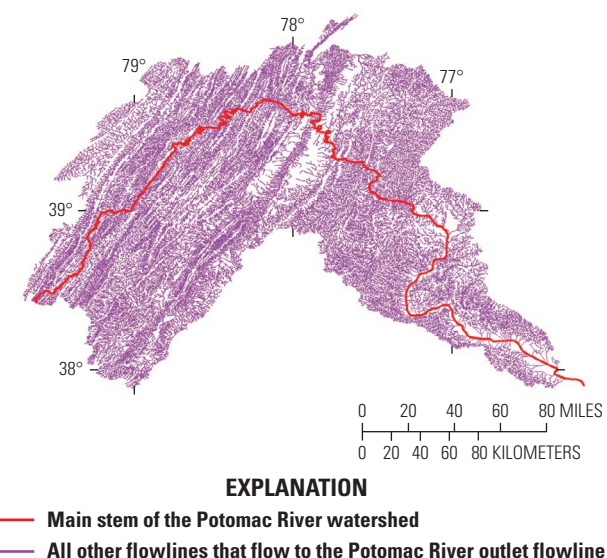 78°
79°
77°
39°
38°
0 20 40 60 80 MILES
0 20 40 60 80 KILOMETERS
EXPLANATION
Main stem of the Potomac River watershed
All other flowlines that flow to the Potomac River outlet flowline